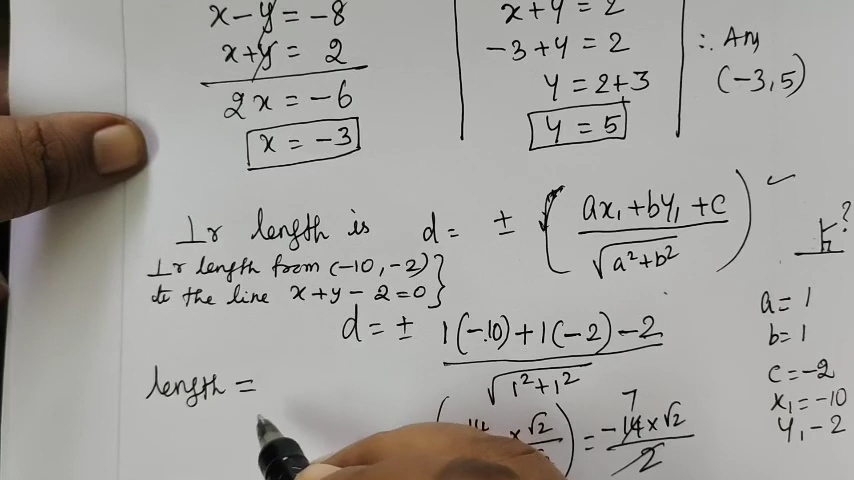 x - y = -8
x + y = 2
2x = -6
x = -3
x + y = 2
-3 + y = 2
y = 2+3
y = 5
∴ Ans
(-3, 5)
⊥r length is d = ± ( ax₁ + by₁ + c / √a²+b² ) ✓
?
⊥r length from (-10, -2)
to the line x + y - 2 = 0 }
d = ± 1(-10) + 1(-2) - 2 / √1²+1²
a = 1
b = 1
c = -2
x₁ = -10
y₁ - 2
length =
× √2 ) = -14 × √2 / 2
7